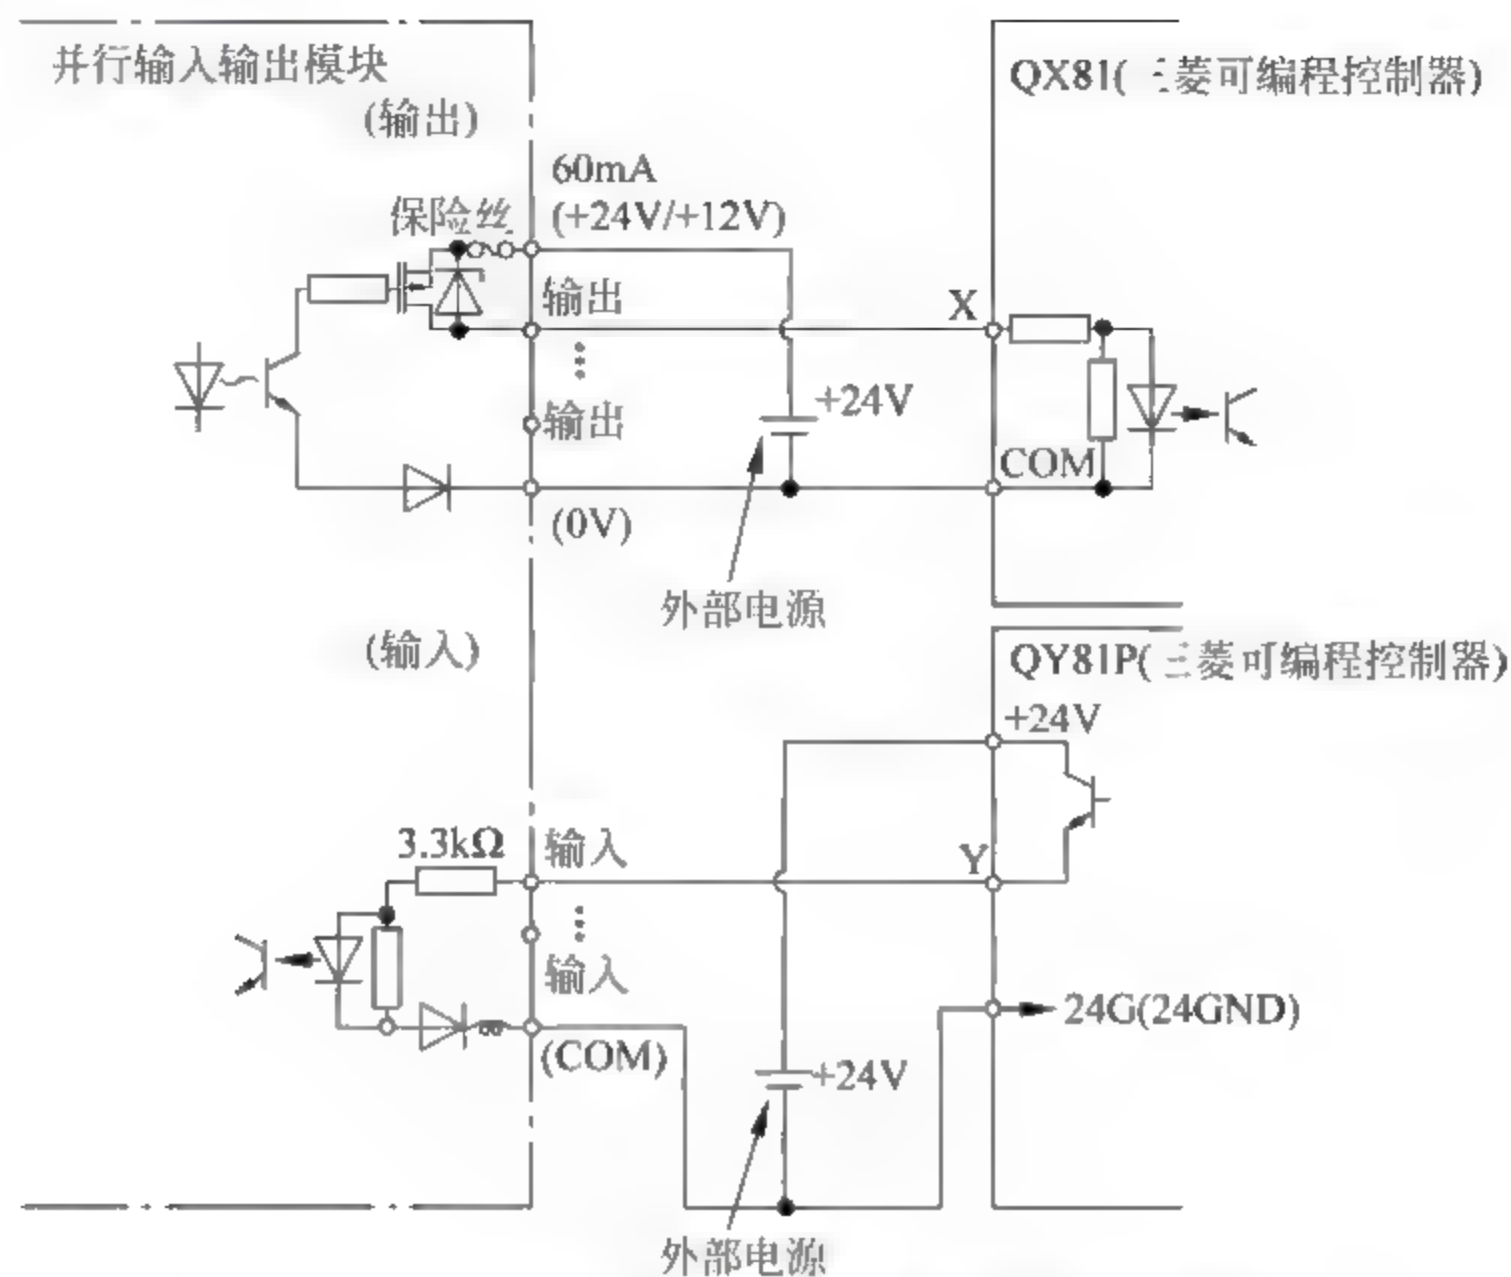 并行输入输出模块
(输出)
QX81(三菱可编程控制器)
60mA
保险丝
(+24V/+12V)
输出
X
输出
+24V
COM
(0V)
外部电源
(输入)
QY81P(三菱可编程控制器)
+24V
3.3kΩ
输入
Y
输入
24G(24GND)
(COM)
+24V
外部电源